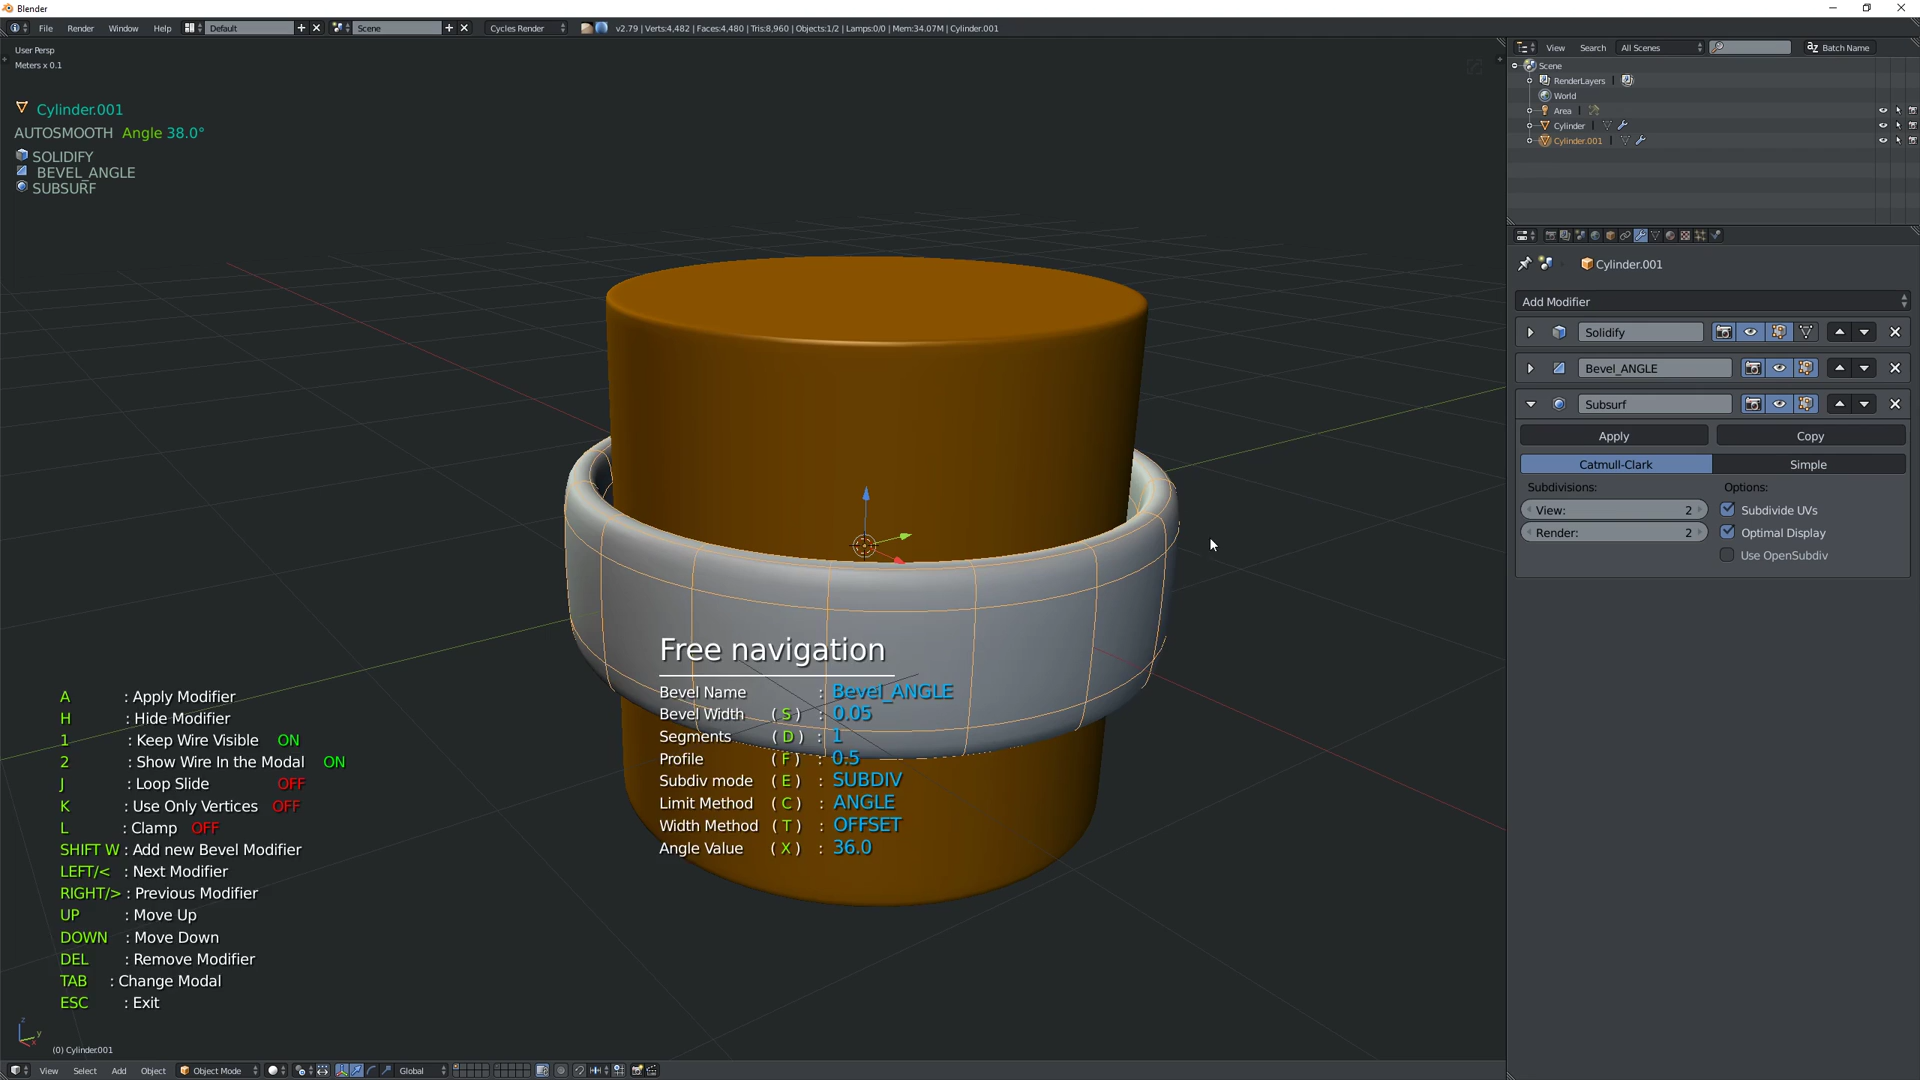 Blender
File Render Window Help Default Scene Cycles Render v2.79 | Verts:4,482 | Faces:4,480 | Tris:8,960 | Objects:1/2 | Lamps:0/0 | Mem:34.07M | Cylinder.001
User Persp
Meters x 0.1
Cylinder.001
AUTOSMOOTH Angle 38.0°
SOLIDIFY
BEVEL_ANGLE
SUBSURF
View Search All Scenes Batch Name
Scene
RenderLayers
World
Area
Cylinder
Cylinder.001
Cylinder.001
Add Modifier
Solidify
Bevel_ANGLE
Subsurf
Apply Copy
Catmull-Clark Simple
Subdivisions: Options:
View: 2 Subdivide UVs
Render: 2 Optimal Display
Use OpenSubdiv
Free navigation
Bevel Name : Bevel_ANGLE
Bevel Width ( S ) : 0.05
Segments ( D ) : 1
Profile ( F ) : 0.5
Subdiv mode ( E ) : SUBDIV
Limit Method ( C ) : ANGLE
Width Method ( T ) : OFFSET
Angle Value ( X ) : 36.0
A : Apply Modifier
H : Hide Modifier
1 : Keep Wire Visible ON
2 : Show Wire In the Modal ON
J : Loop Slide OFF
K : Use Only Vertices OFF
L : Clamp OFF
SHIFT W : Add new Bevel Modifier
LEFT/< : Next Modifier
RIGHT/> : Previous Modifier
UP : Move Up
DOWN : Move Down
DEL : Remove Modifier
TAB : Change Modal
ESC : Exit
z y x
(0) Cylinder.001
View Select Add Object Object Mode Global